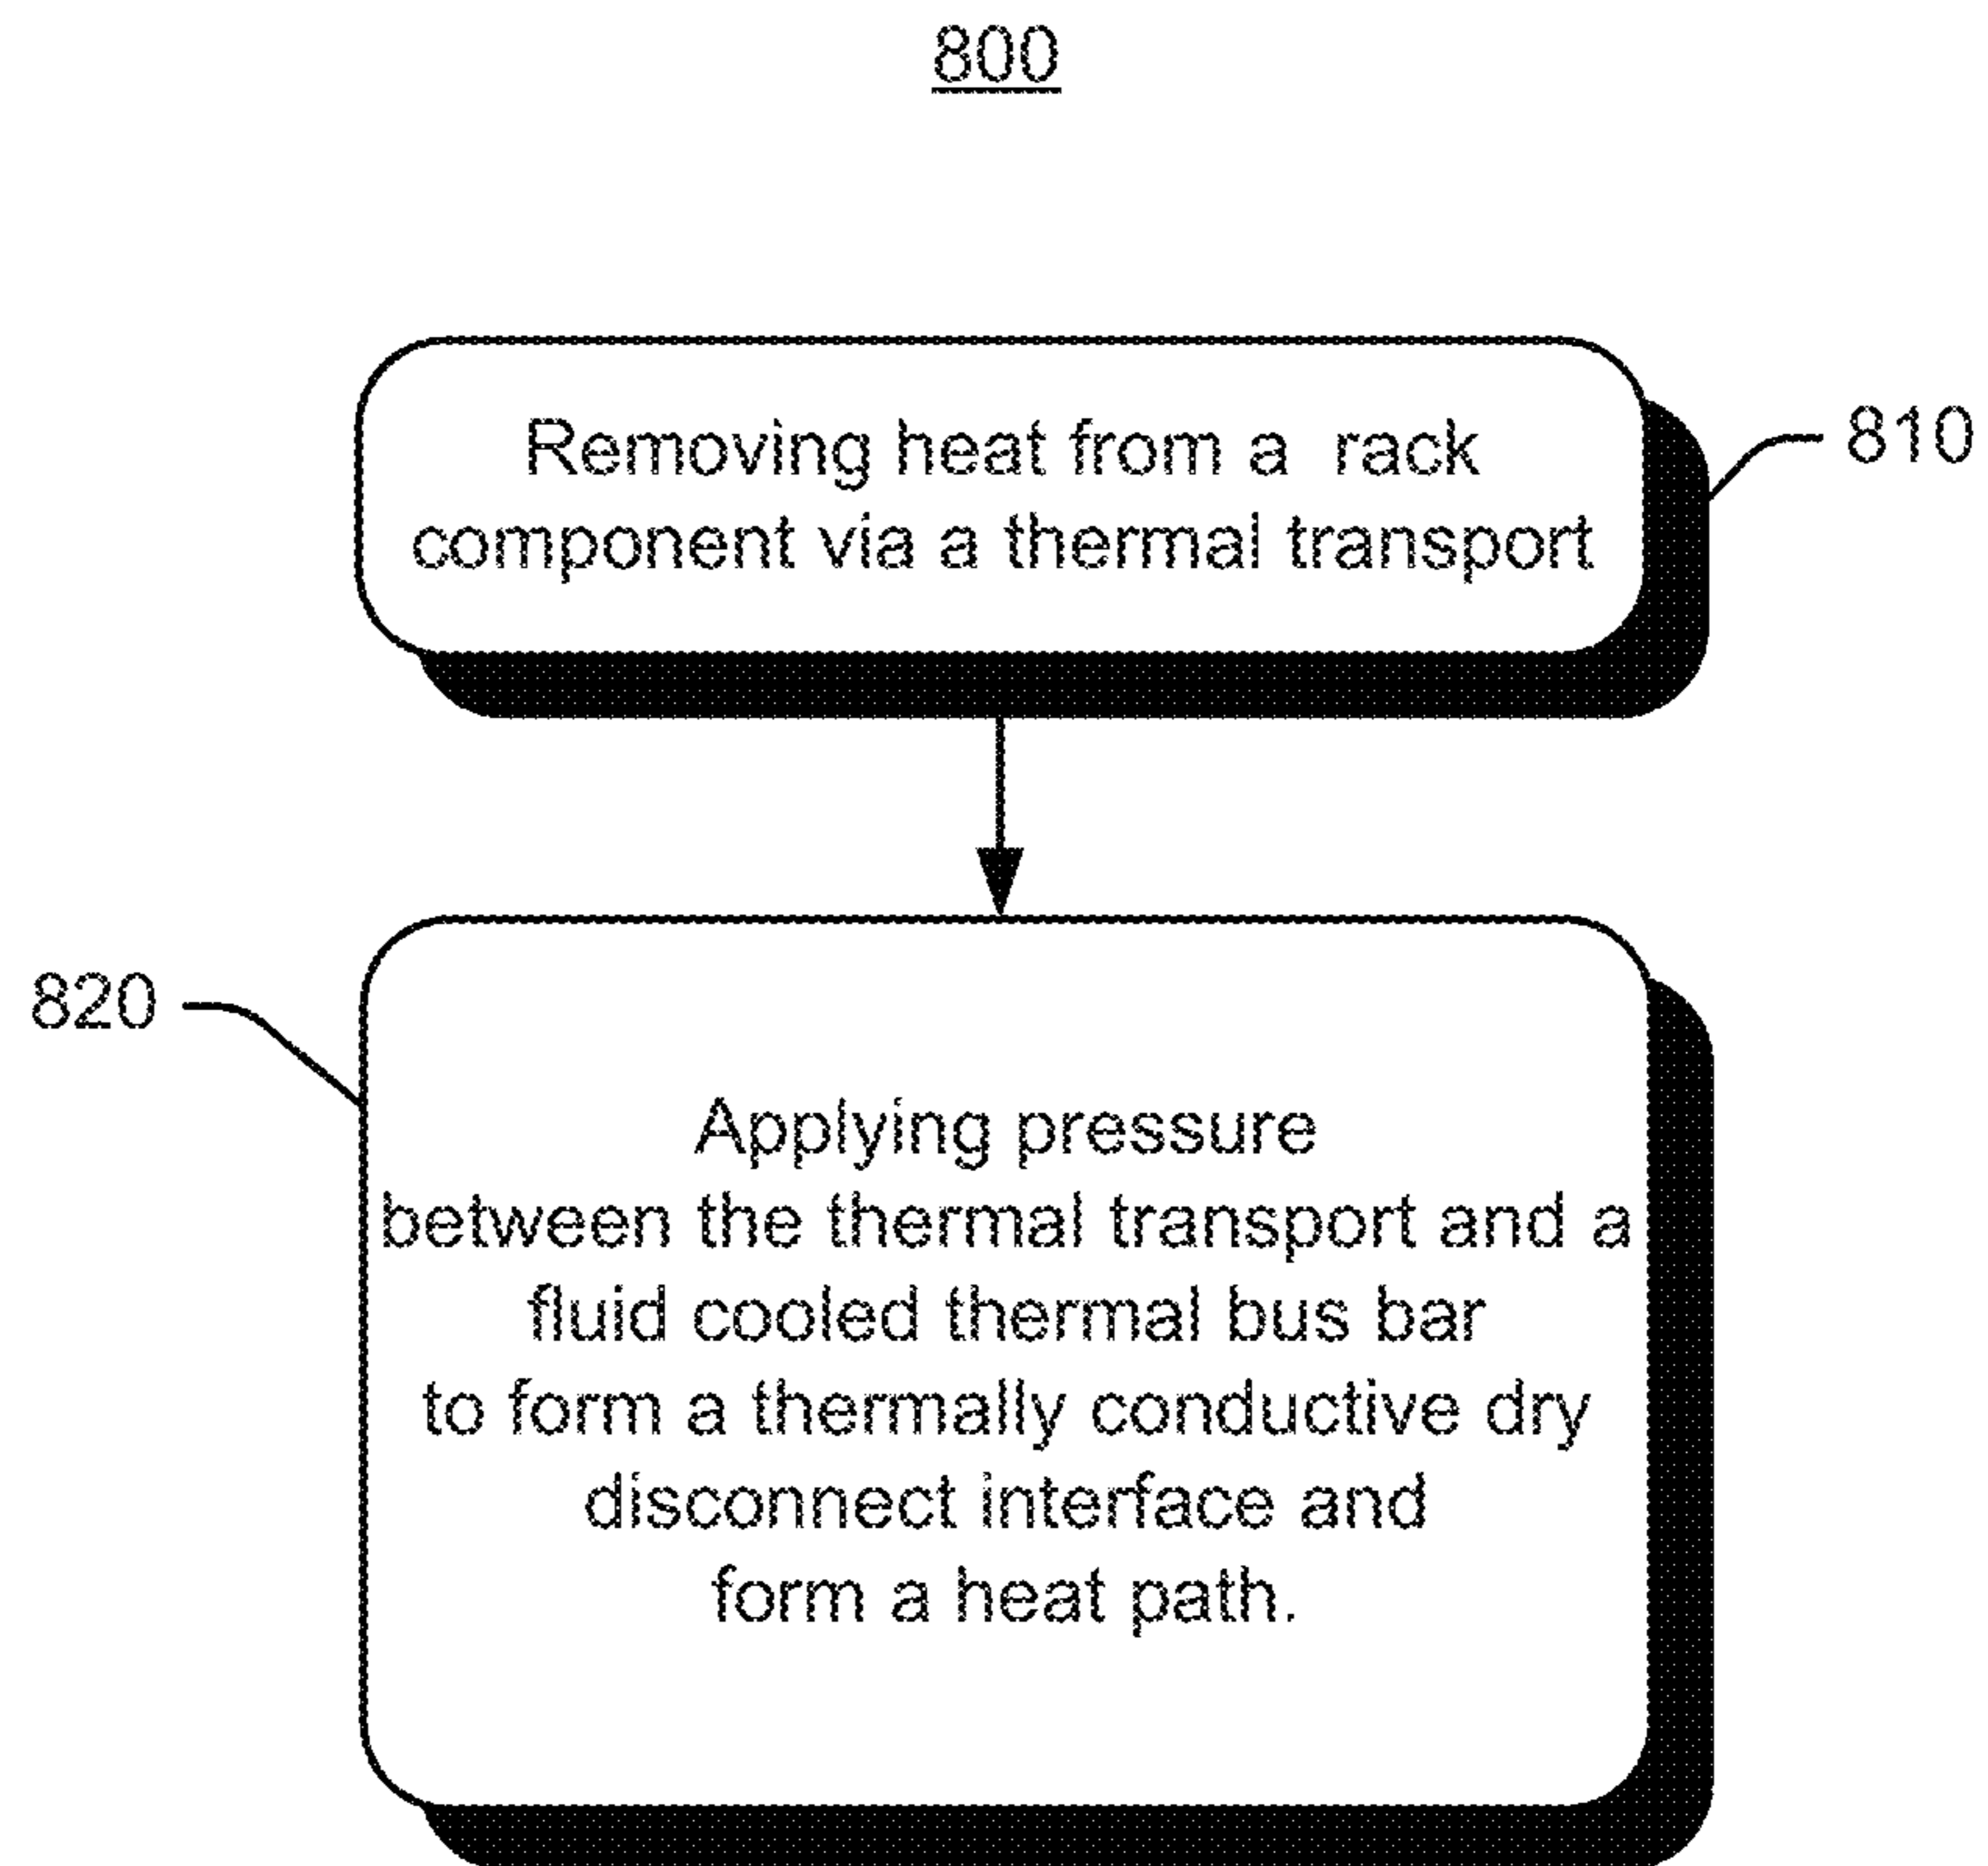 800
Removing heat from a rack
component via a thermal transport
810
820
Applying pressure
between the thermal transport and a
fluid cooled thermal bus bar
to form a thermally conductive dry
disconnect interface and
form a heat path.